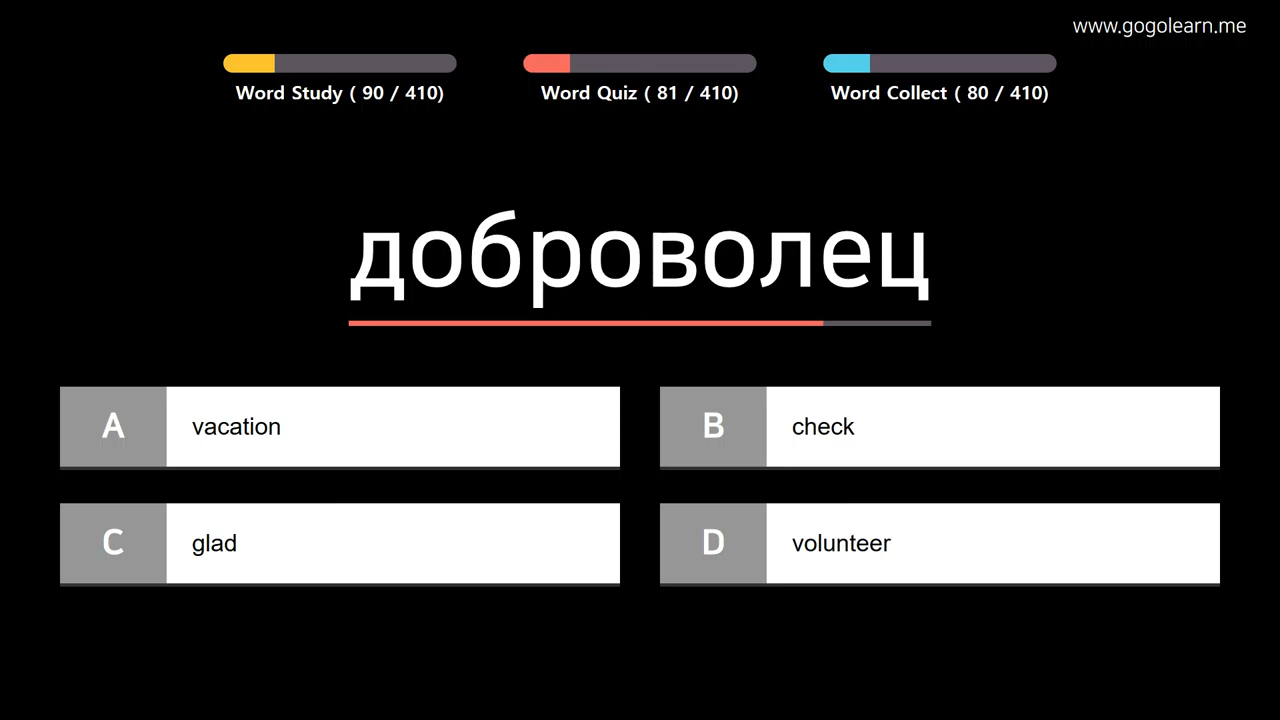 www.gogolearn.me
Word Study ( 90 / 410)
Word Quiz ( 81 / 410)
Word Collect ( 80 / 410)
доброволец
A vacation
B check
C glad
D volunteer